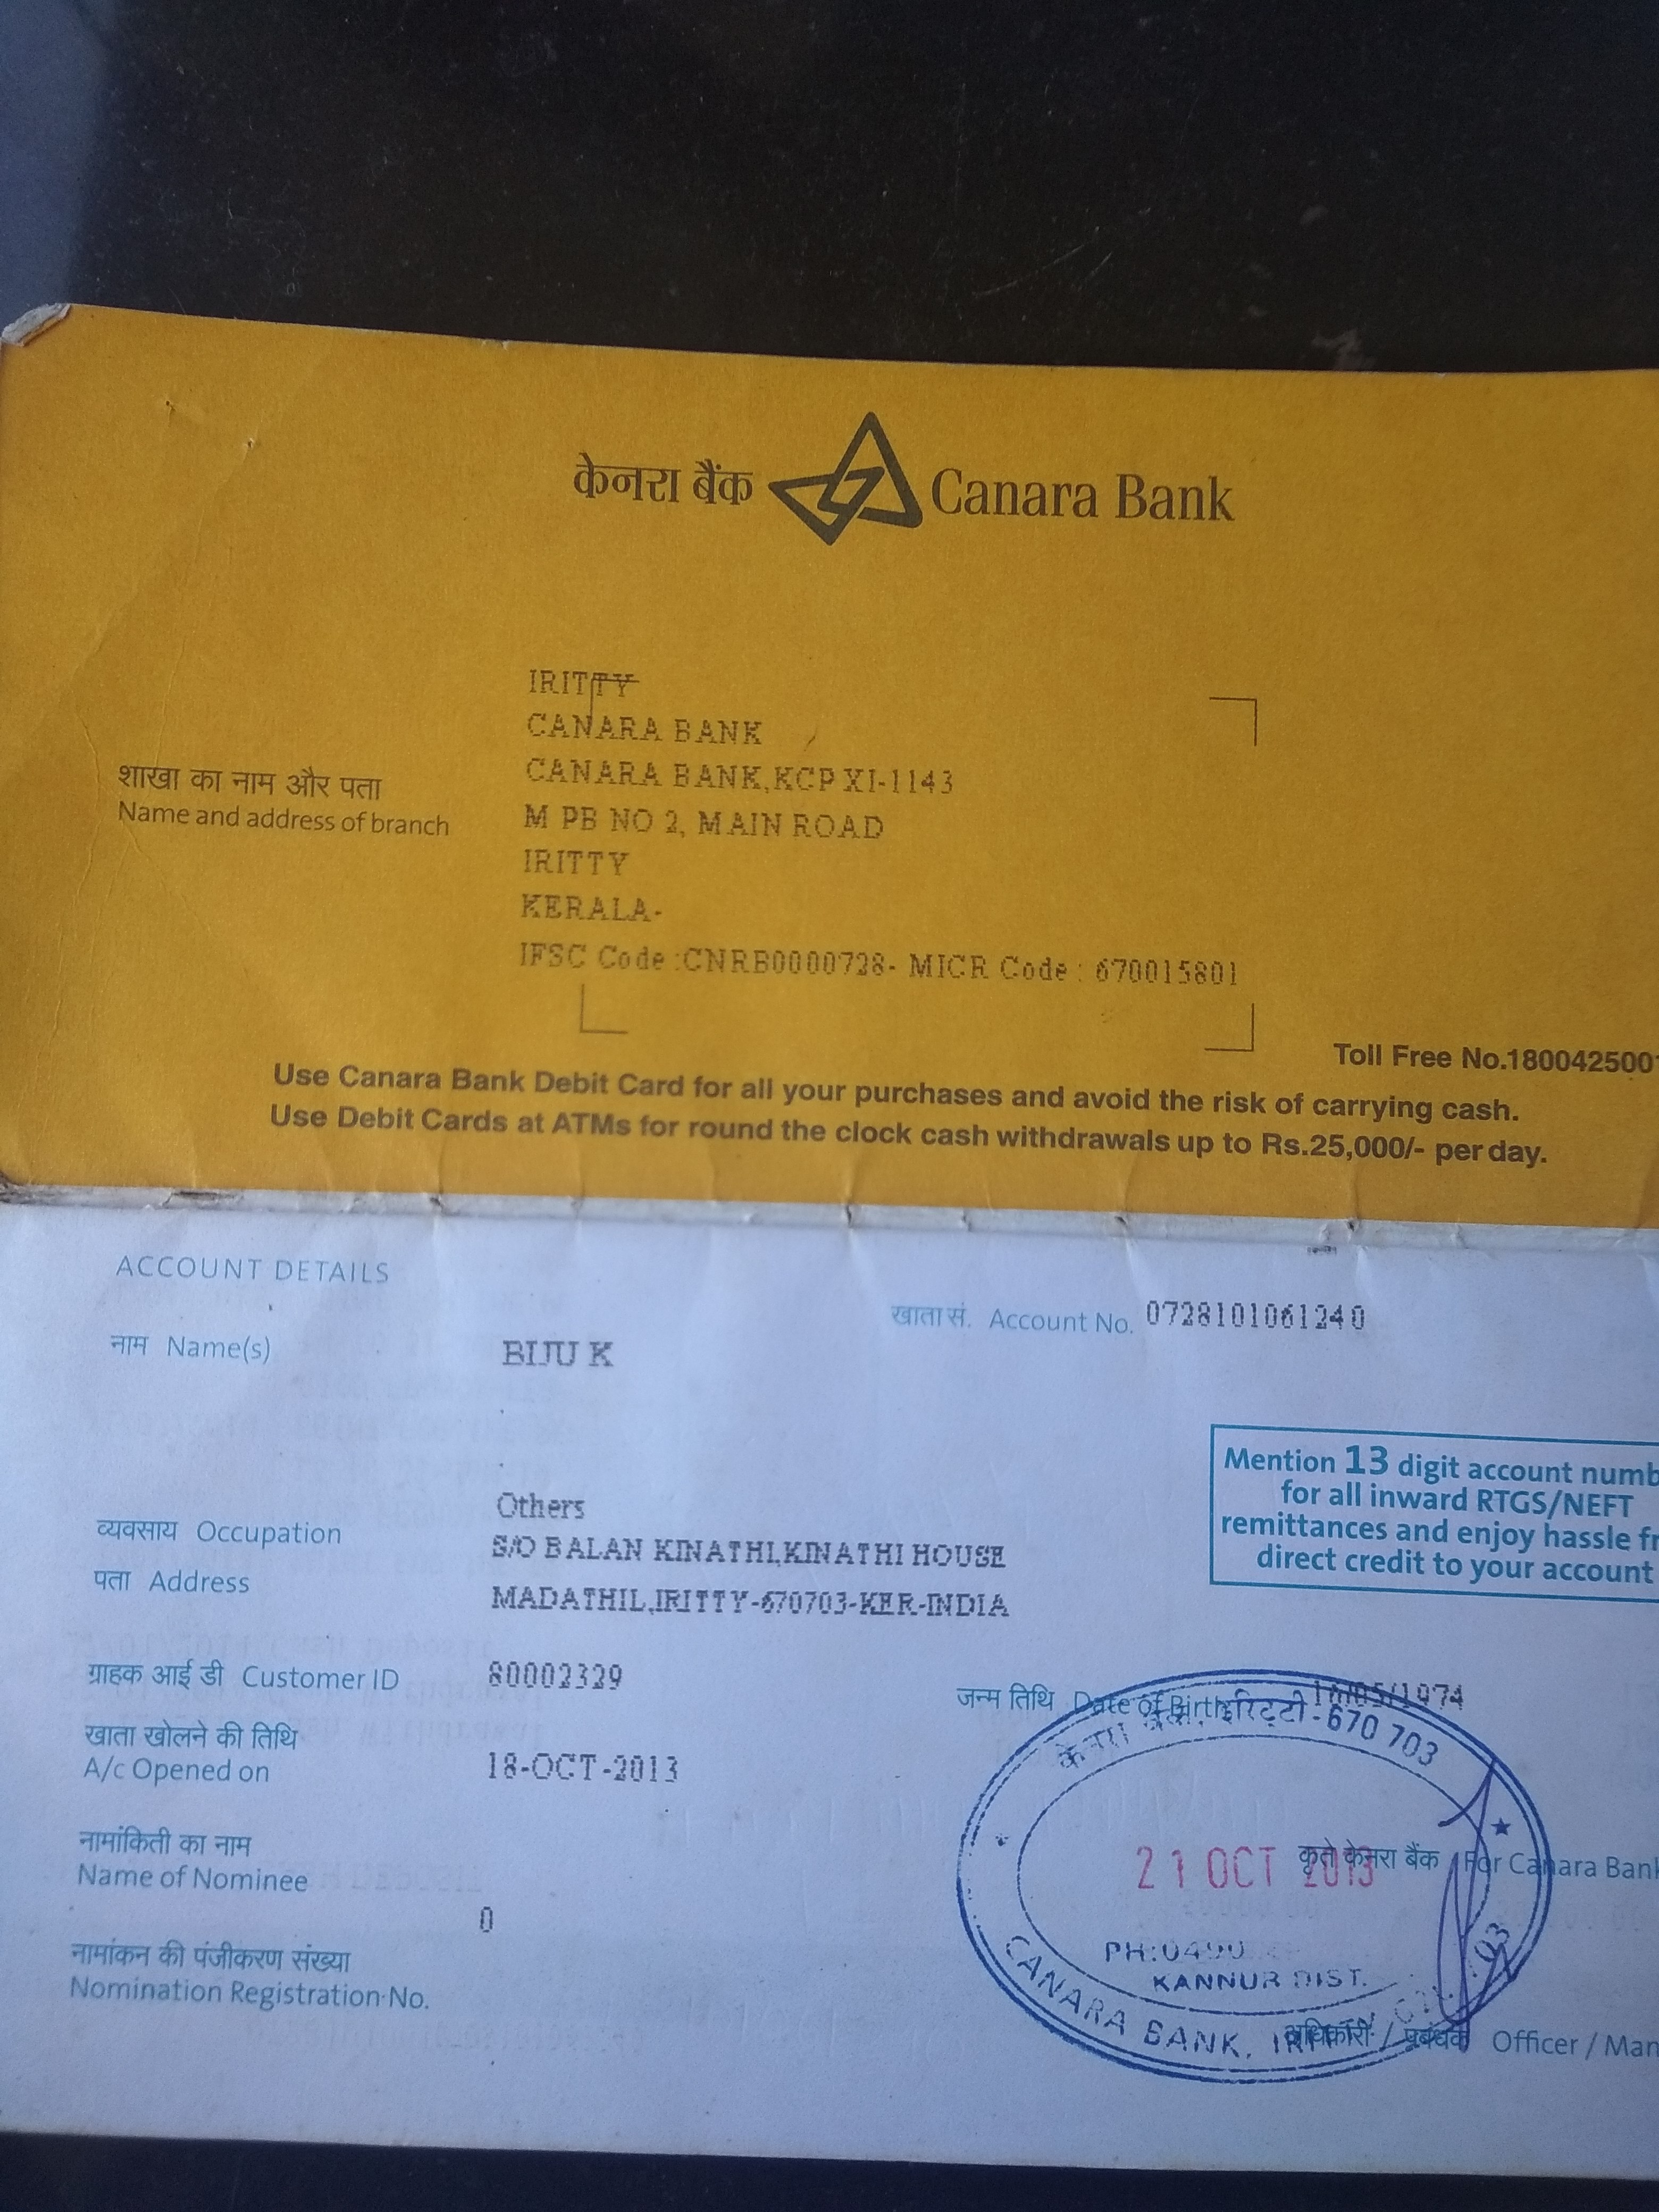 केनरा बैंक Canara Bank
IRITTY
CANARA BANK
CANARA BANK,KCP XI-1143
शाखा का नाम और पता
Name and address of branch
M PB NO 2, MAIN ROAD
IRITTY
KERALA-
IFSC Code :CNRB0000728- MICR Code : 670015801
Toll Free No.1800425001
Use Canara Bank Debit Card for all your purchases and avoid the risk of carrying cash.
Use Debit Cards at ATMs for round the clock cash withdrawals up to Rs.25,000/- per day.
ACCOUNT DETAILS
खाता सं. Account No. 0728101061240
नाम Name(s) BIJU K
Mention 13 digit account numb
for all inward RTGS/NEFT
remittances and enjoy hassle fr
direct credit to your account
व्यवसाय Occupation Others
पता Address S/O BALAN KINATHI,KINATHI HOUSE
MADATHIL,IRITTY-670703-KER-INDIA
ग्राहक आई डी Customer ID 80002329
जन्म तिथि Date of Birth /05/1974
खाता खोलने की तिथि
A/c Opened on 18-OCT-2013
नामांकिती का नाम
Name of Nominee
0
नामांकन की पंजीकरण संख्या
Nomination Registration No.
केनरा बैंक, इरिट्टी-670 703
21 OCT 2013
कृते केनरा बैंक For Canara Bank
PH:0490
KANNUR DIST.
CANARA BANK, 703
अधिकारी / प्रबंधक Officer / Man